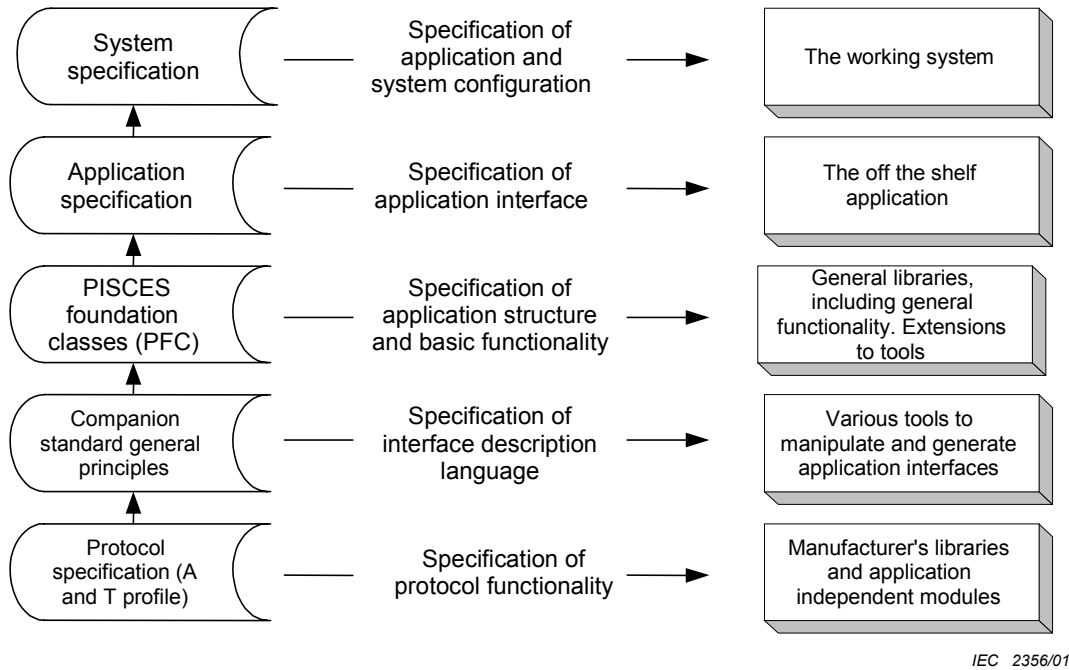 System
specification
Specification of
application and
system configuration
The working system
Application
specification
Specification of
application interface
The off the shelf
application
PISCES
foundation
classes (PFC)
Specification of
application structure
and basic functionality
General libraries,
including general
functionality. Extensions
to tools
Companion
standard general
principles
Specification of
interface description
language
Various tools to
manipulate and generate
application interfaces
Protocol
specification (A
and T profile)
Specification of
protocol functionality
Manufacturer's libraries
and application
independent modules
IEC 2356/01